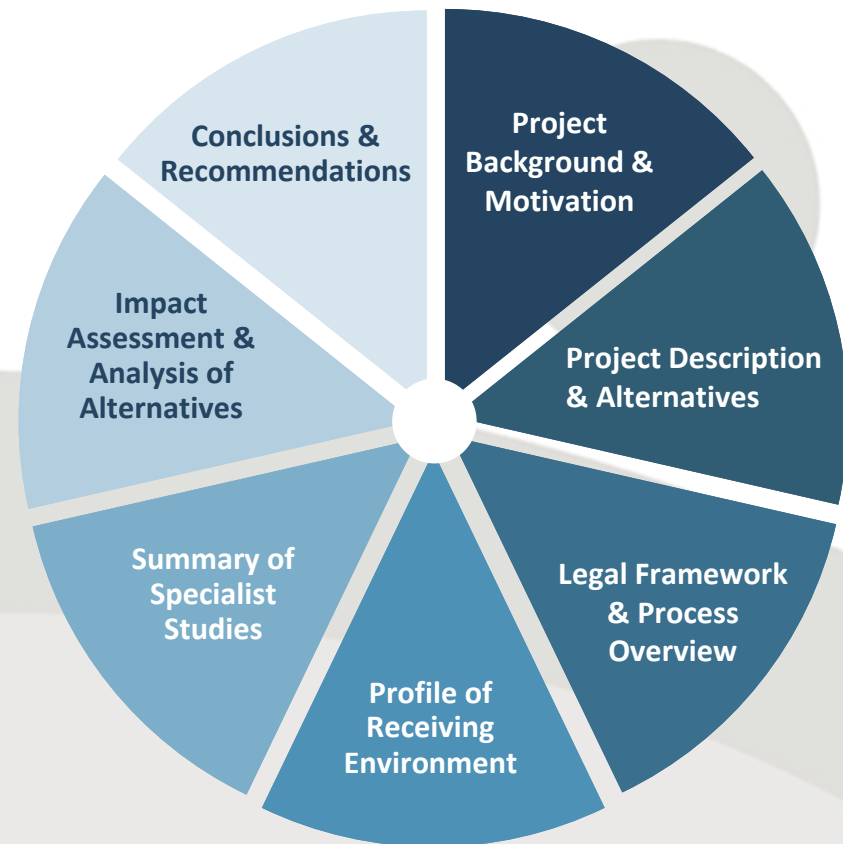 Project
Background &
Motivation
Project Description
& Alternatives
Legal Framework
& Process
Overview
Profile of
Receiving
Environment
Summary of
Specialist
Studies
Impact
Assessment &
Analysis of
Alternatives
Conclusions &
Recommendations